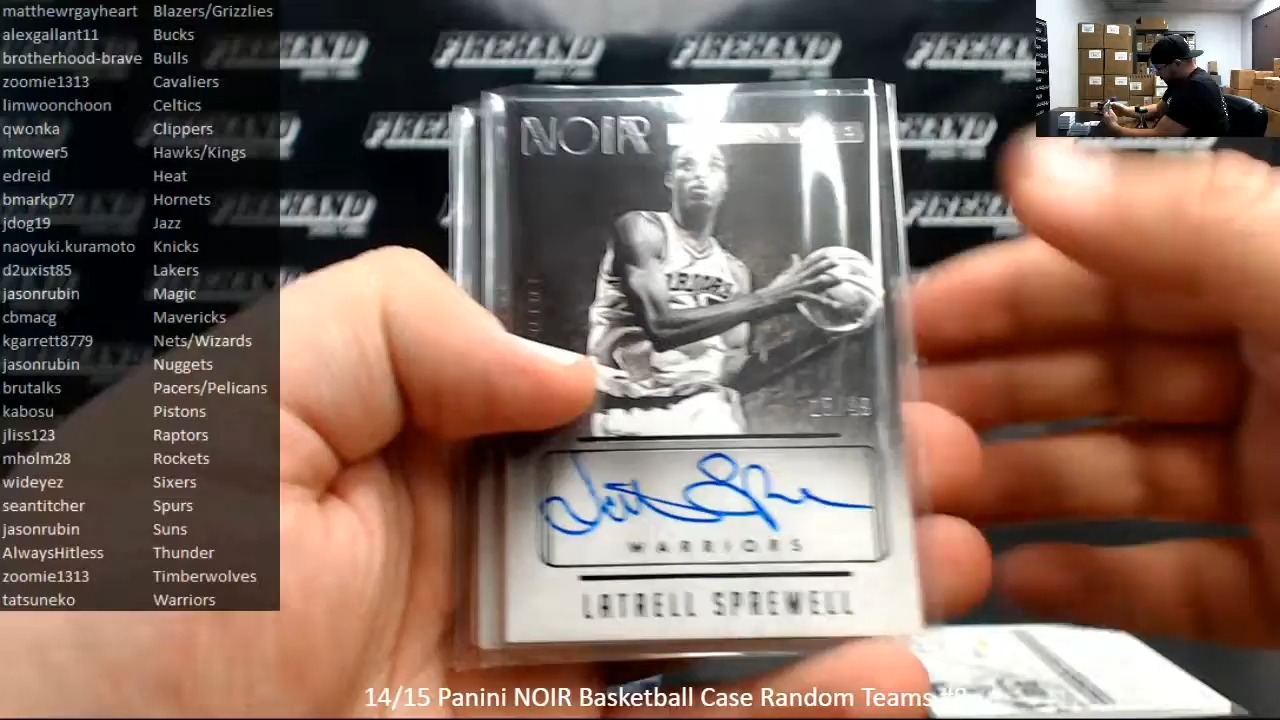 matthewrgayheart Blazers/Grizzlies
alexgallant11 Bucks
brotherhood-brave Bulls
zoomie1313 Cavaliers
limwoonchoon Celtics
qwonka Clippers
mtower5 Hawks/Kings
edreid Heat
bmarkp77 Hornets
jdog19 Jazz
naoyuki.kuramoto Knicks
d2uxist85 Lakers
jasonrubin Magic
cbmacg Mavericks
kgarrett8779 Nets/Wizards
jasonrubin Nuggets
brutalks Pacers/Pelicans
kabosu Pistons
jliss123 Raptors
mholm28 Rockets
wideyez Sixers
seantitcher Spurs
jasonrubin Suns
AlwaysHitless Thunder
zoomie1313 Timberwolves
tatsuneko Warriors
FIREHAND FIREHAND FIREHAND
NOIR
WARRIORS
LATRELL SPREWELL
14/15 Panini NOIR Basketball Case Random Teams